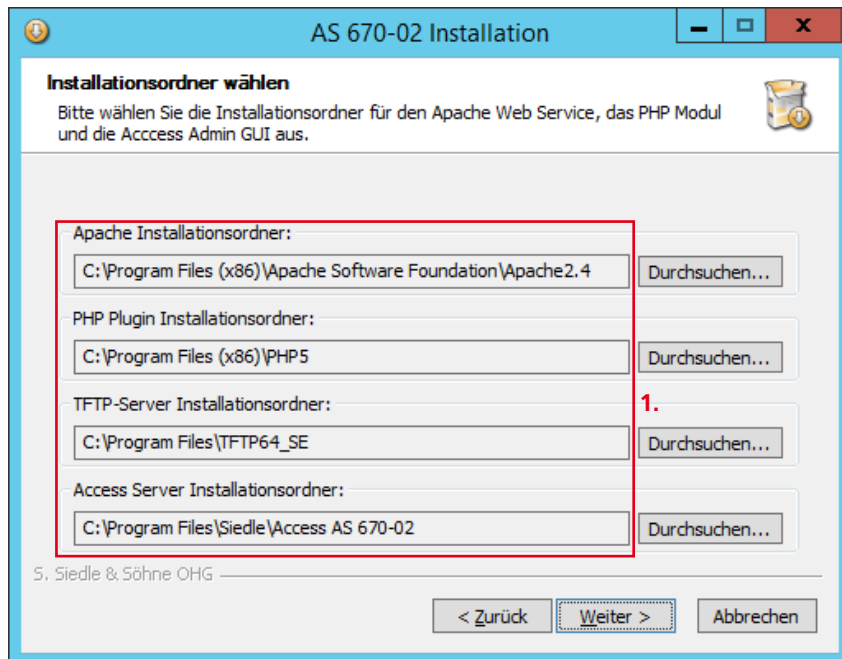 AS 670-02 Installation
Installationsordner wählen
Bitte wählen Sie die Installationsordner für den Apache Web Service, das PHP Modul
und die Acccess Admin GUI aus.
Apache Installationsordner:
C:\Program Files (x86)\Apache Software Foundation\Apache2.4
Durchsuchen...
PHP Plugin Installationsordner:
C:\Program Files (x86)\PHP5
Durchsuchen...
TFTP-Server Installationsordner:
1.
C:\Program Files\TFTP64_SE
Durchsuchen...
Access Server Installationsordner:
C:\Program Files\Siedle\Access AS 670-02
Durchsuchen...
S. Siedle & Söhne OHG
< Zurück
Weiter >
Abbrechen